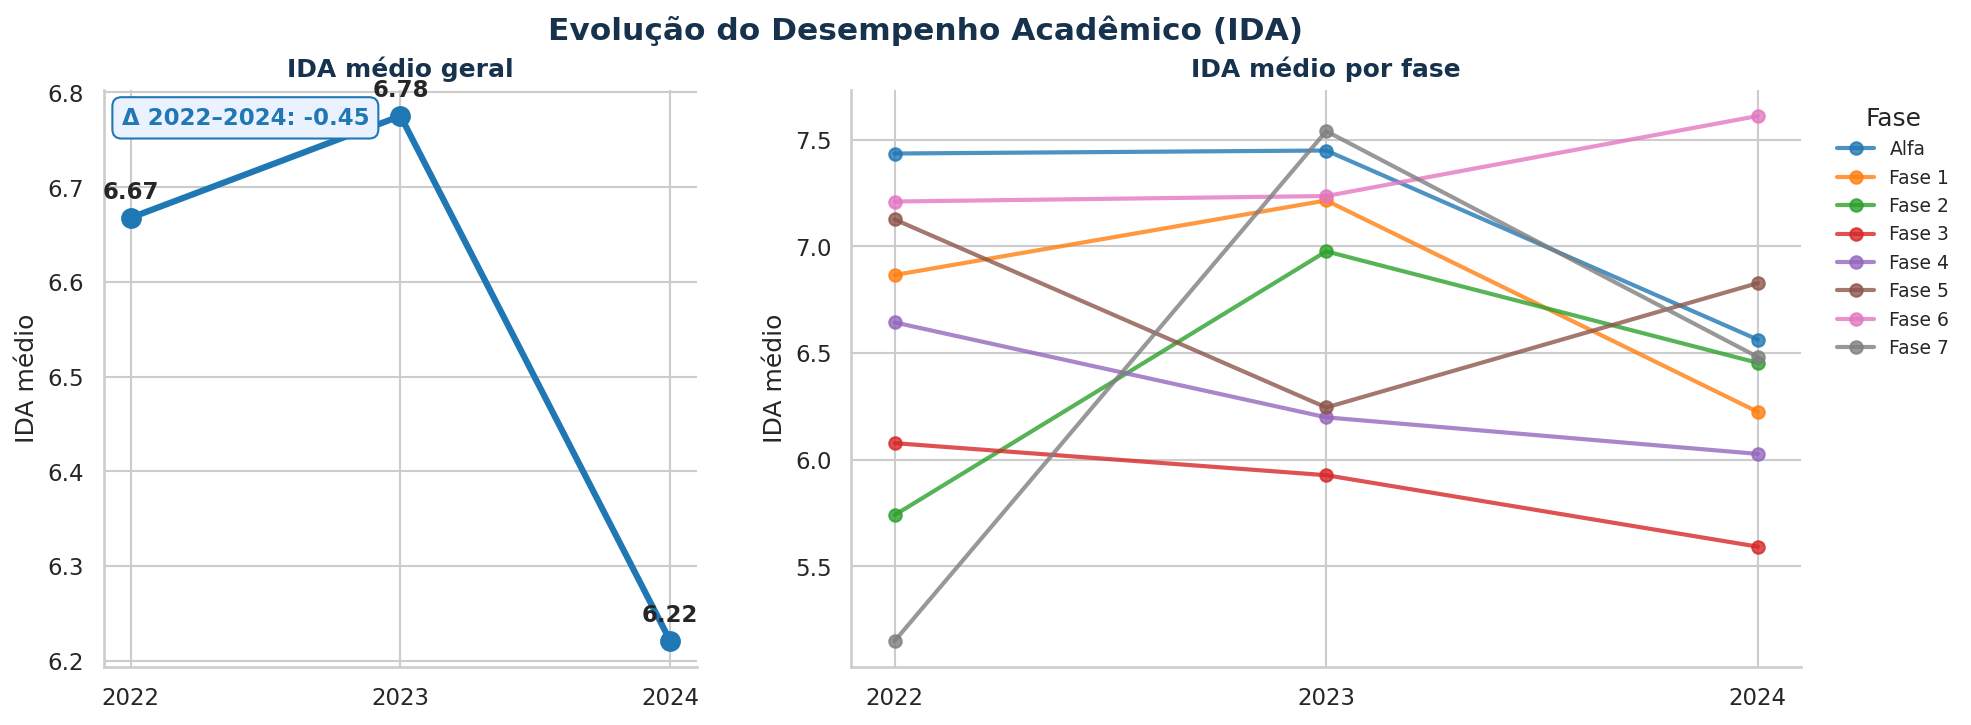 Evolução do Desempenho Acadêmico (IDA)
IDA médio geral
6.78
Δ 2022–2024: -0.45
6.67
6.22
6.8
6.7
6.6
6.5
6.4
6.3
6.2
IDA médio
2022
2023
2024
IDA médio por fase
7.5
7.0
6.5
6.0
5.5
IDA médio
2022
2023
2024
Fase
Alfa
Fase 1
Fase 2
Fase 3
Fase 4
Fase 5
Fase 6
Fase 7